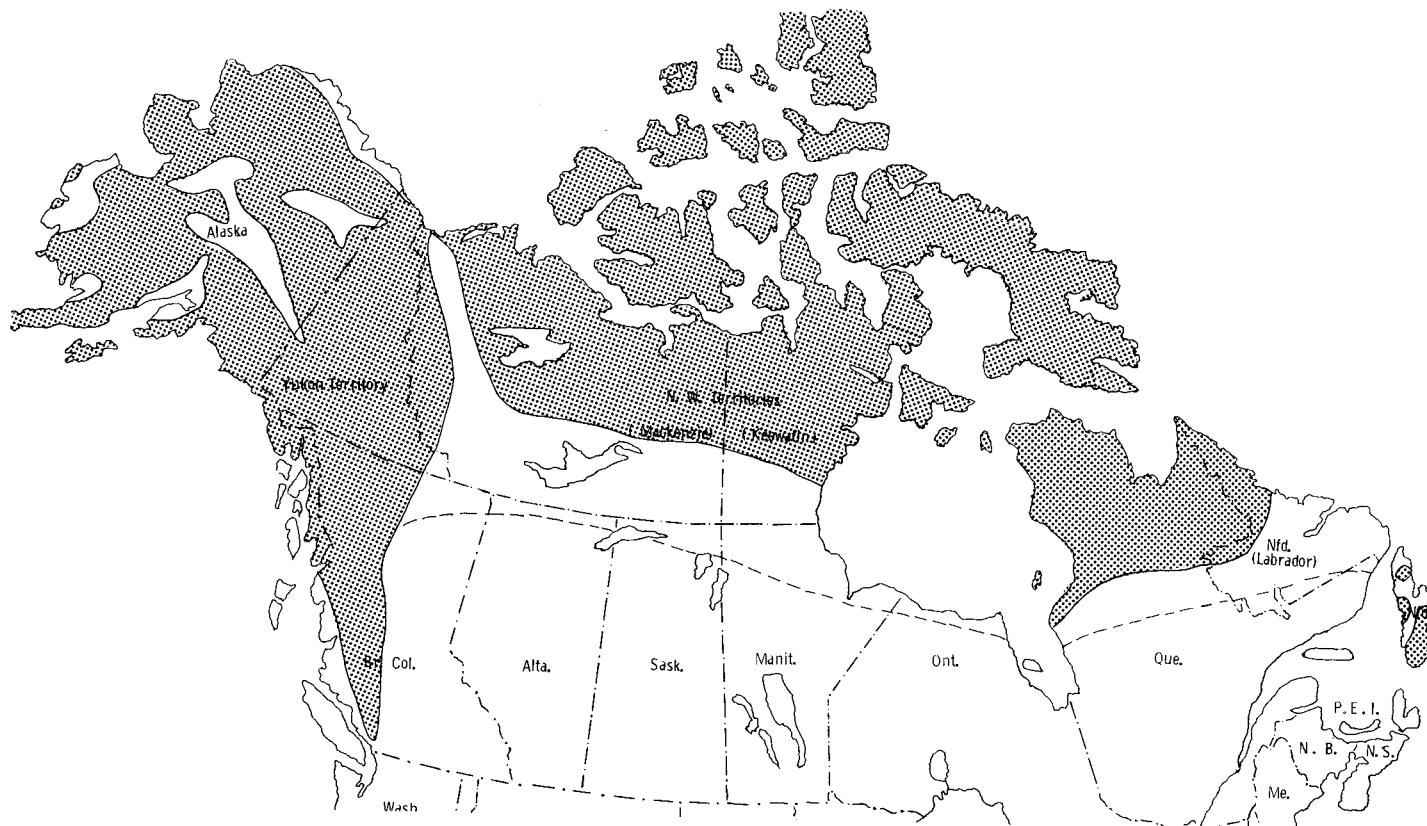 Alaska
Yukon Territory
N. W. Territories
(Mackenzie)
(Keewatin)
Nfd.
(Labrador)
Br. Col.
Alta.
Sask.
Manit.
Ont.
Que.
P.E.I.
N. B.
N.S.
Me.
Wash